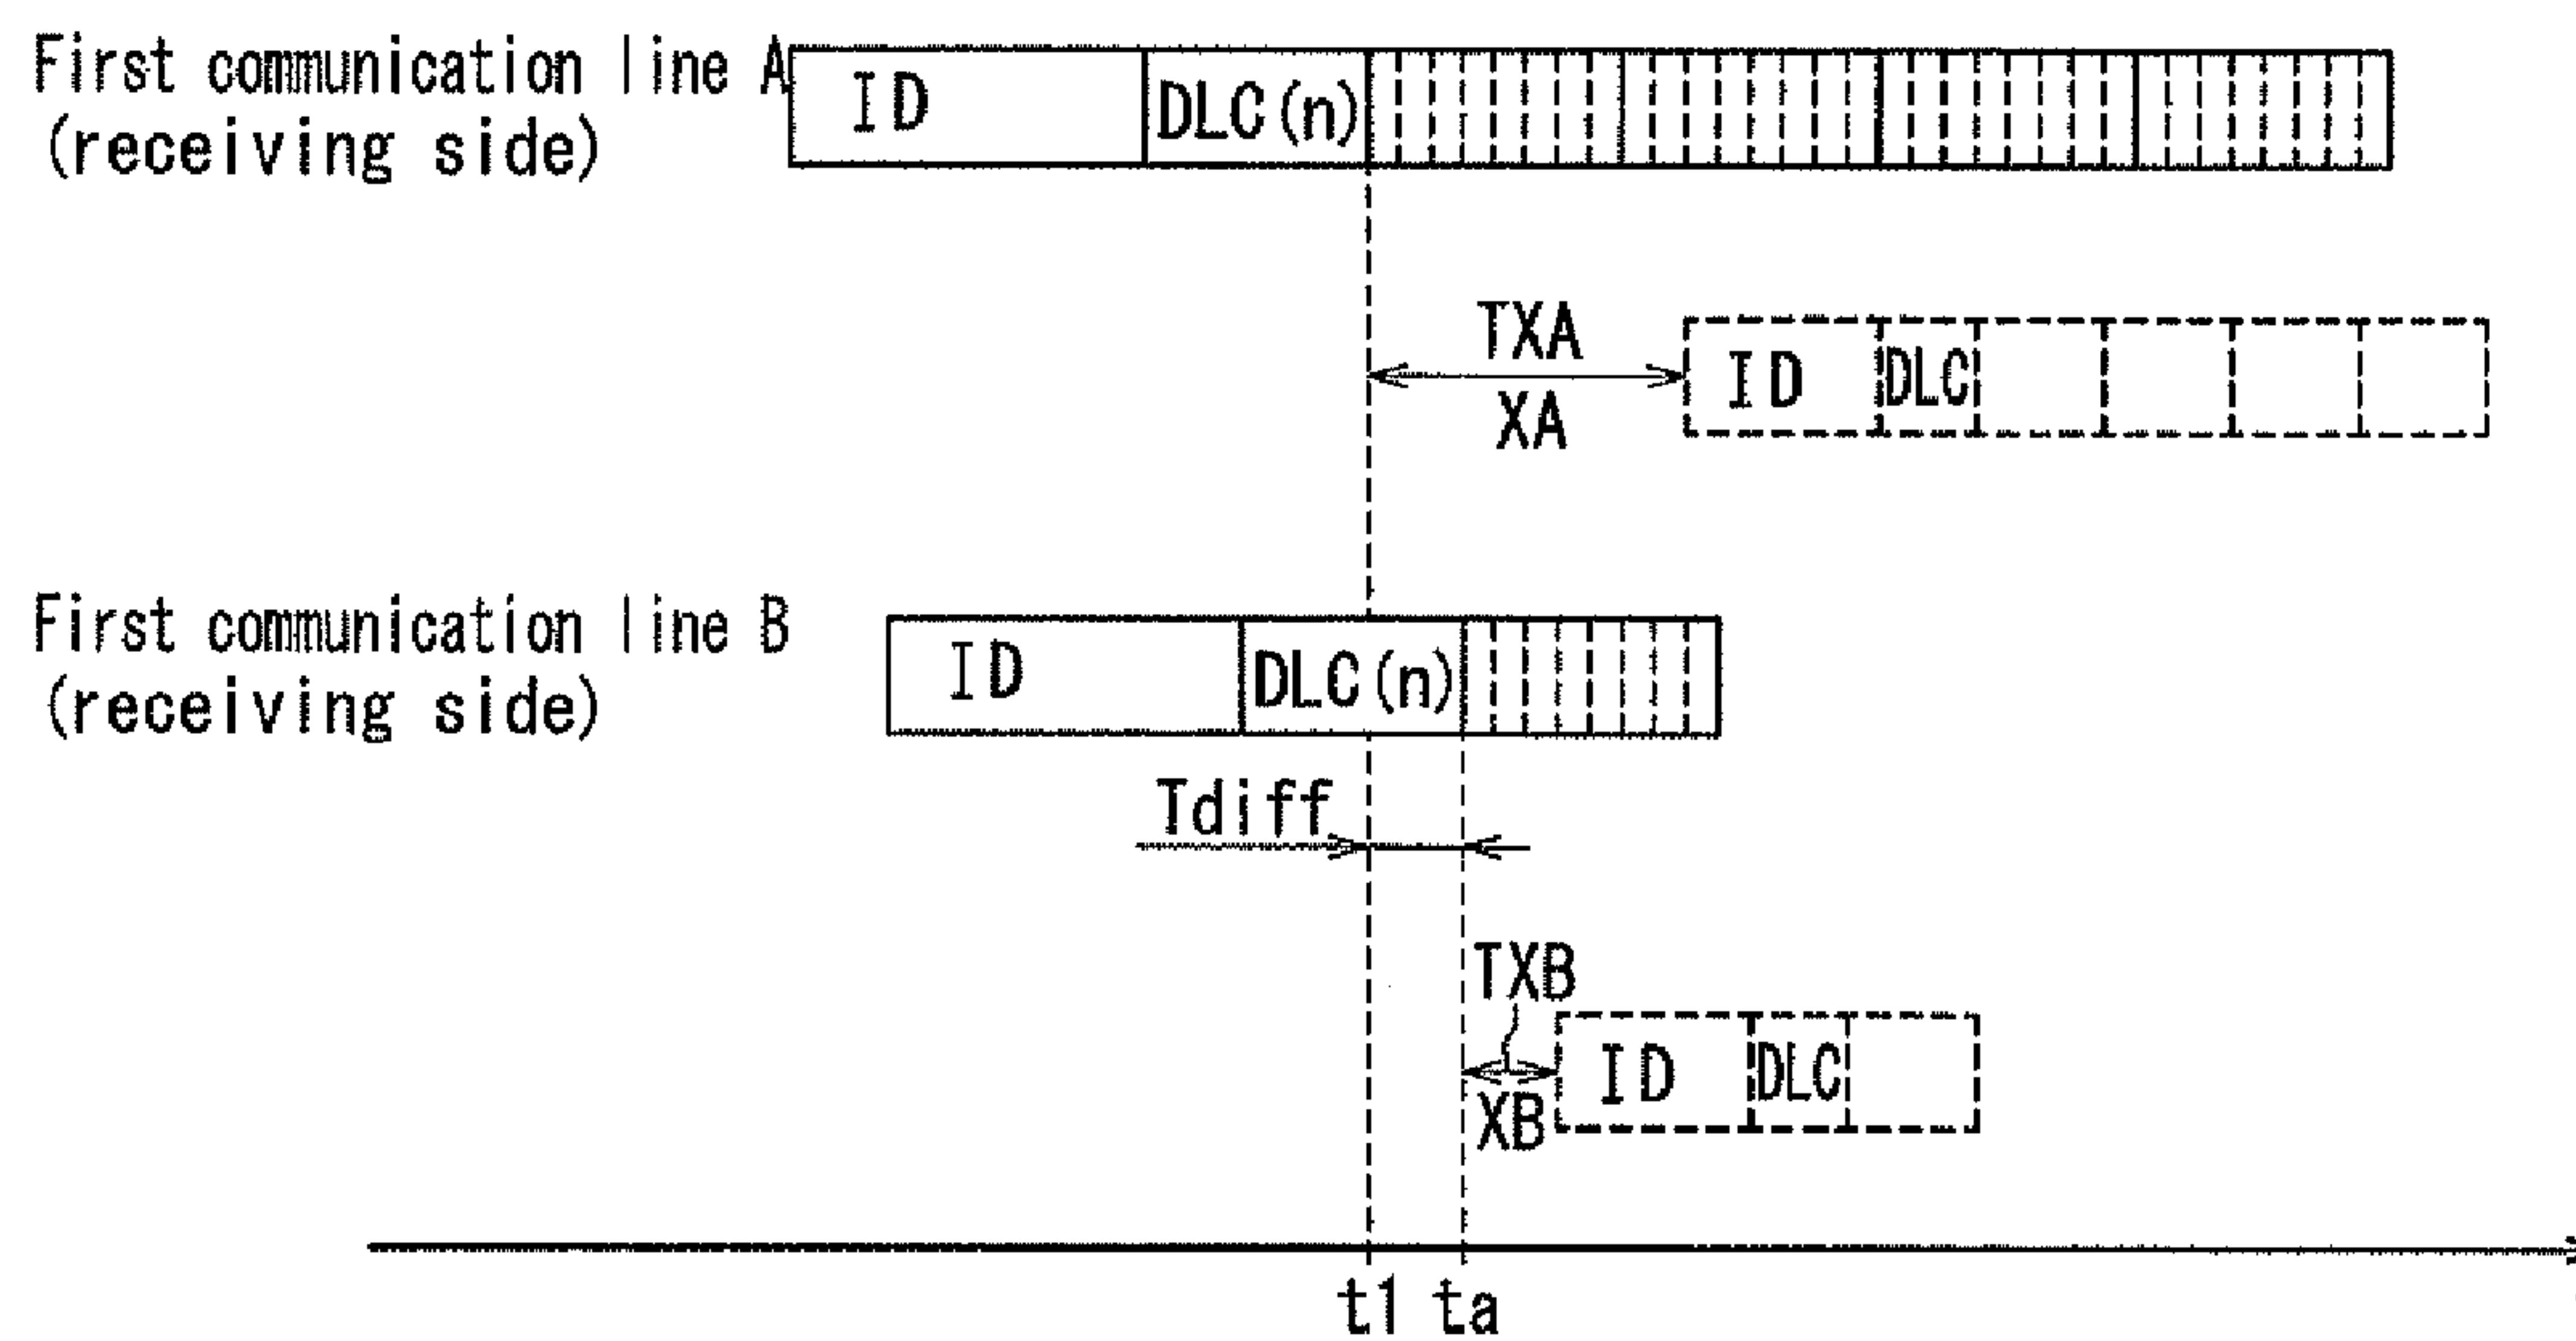 First communication line A
(receiving side)
ID
DLC(n)
TXA
XA
ID
DLC
First communication line B
(receiving side)
ID
DLC(n)
Tdiff
TXB
XB
ID
DLC
t1 ta